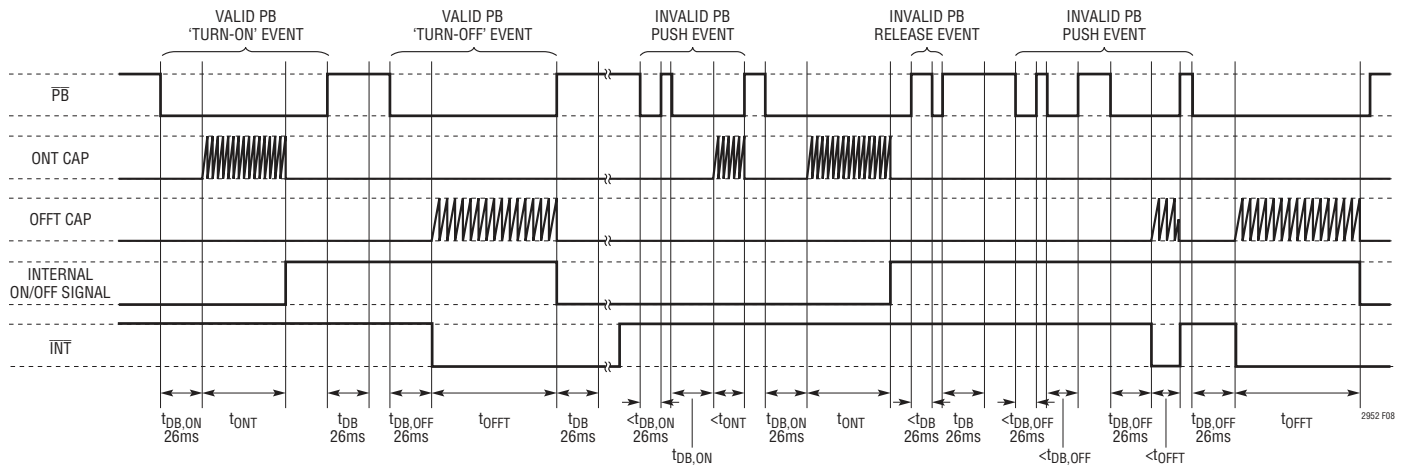 VALID PB
‘TURN-ON’ EVENT
VALID PB
‘TURN-OFF’ EVENT
INVALID PB
PUSH EVENT
INVALID PB
RELEASE EVENT
INVALID PB
PUSH EVENT
PB
ONT CAP
OFFT CAP
INTERNAL
ON/OFF SIGNAL
INT
tDB,ON
26ms
tONT
tDB
26ms
tDB,OFF
26ms
tOFFT
tDB
26ms
<tDB,ON
26ms
tDB,ON
<tONT
tDB,ON
26ms
tONT
<tDB
26ms
tDB
26ms
<tDB,OFF
26ms
<tDB,OFF
tDB,OFF
26ms
<tOFFT
tDB,OFF
26ms
tOFFT
2952 F08